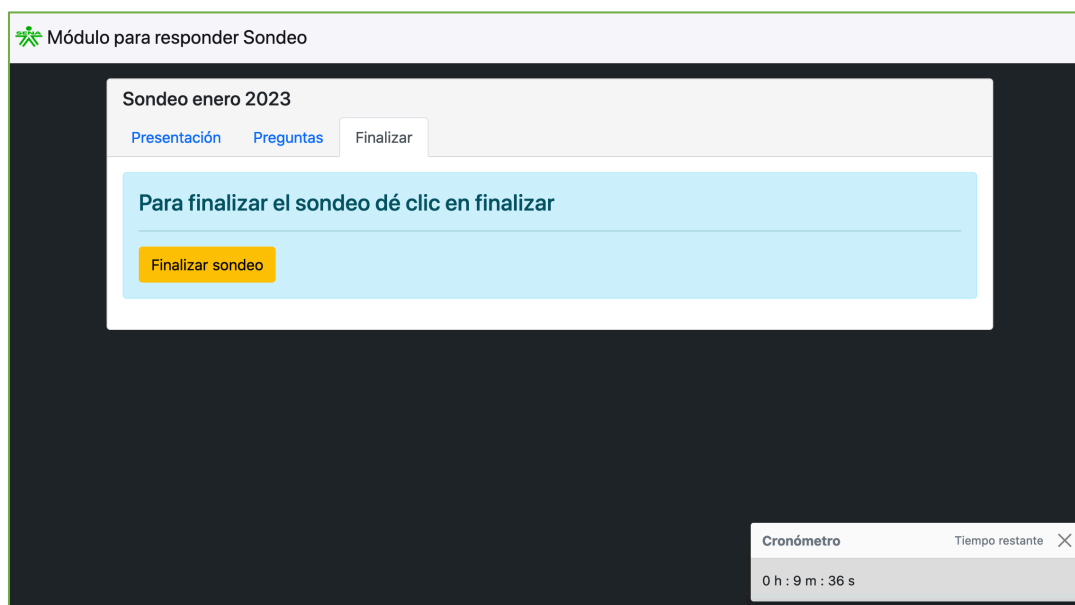 SENA Módulo para responder Sondeo
Sondeo enero 2023
Presentación Preguntas Finalizar
Para finalizar el sondeo dé clic en finalizar
Finalizar sondeo
Cronómetro Tiempo restante
0 h : 9 m : 36 s